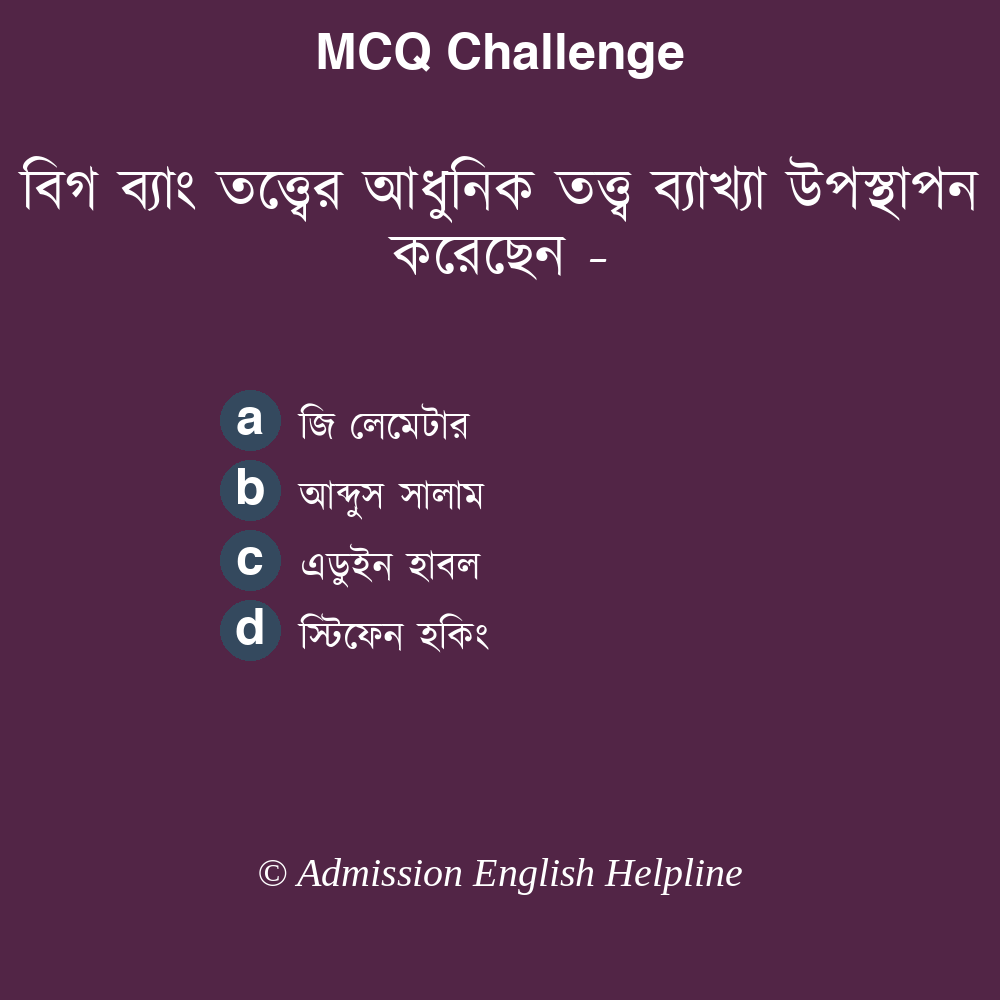 MCQ Challenge
বিগ ব্যাং তত্ত্বের আধুনিক তত্ত্ব ব্যাখ্যা উপস্থাপন
করেছেন -
a জি লেমেটার
b আব্দুস সালাম
c এডুইন হাবল
d স্টিফেন হকিং
© Admission English Helpline